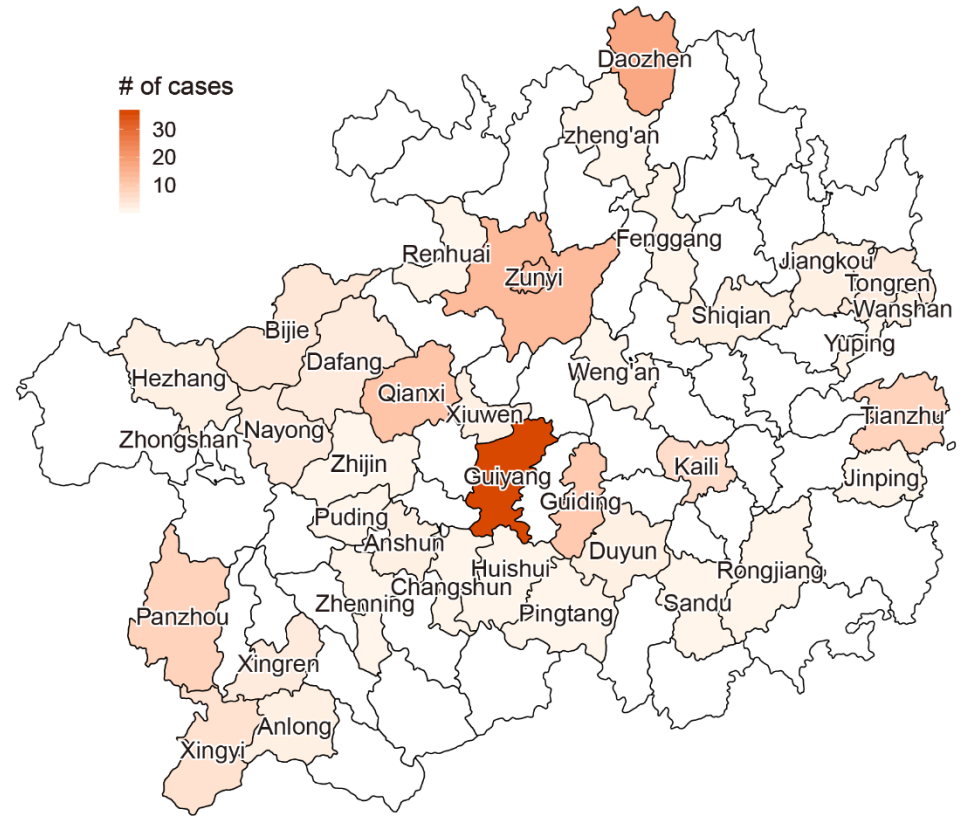 Daozhen
# of cases
30
20
10
zheng'an
Fenggang
Renhuai
Jiangkou
Zunyi
Tongren
Wanshan
Shiqian
Bijie
Yuping
Dafang
Weng'an
Hezhang
Qianxi
Xiuwen
Tianzhu
Nayong
Zhongshan
Zhijin
Kaili
Guiyang
Jinping
Guiding
Puding
Anshun
Duyun
Huishui
Rongjiang
Changshun
Zhenning
Sandu
Pingtang
Panzhou
Xingren
Anlong
Xingyi